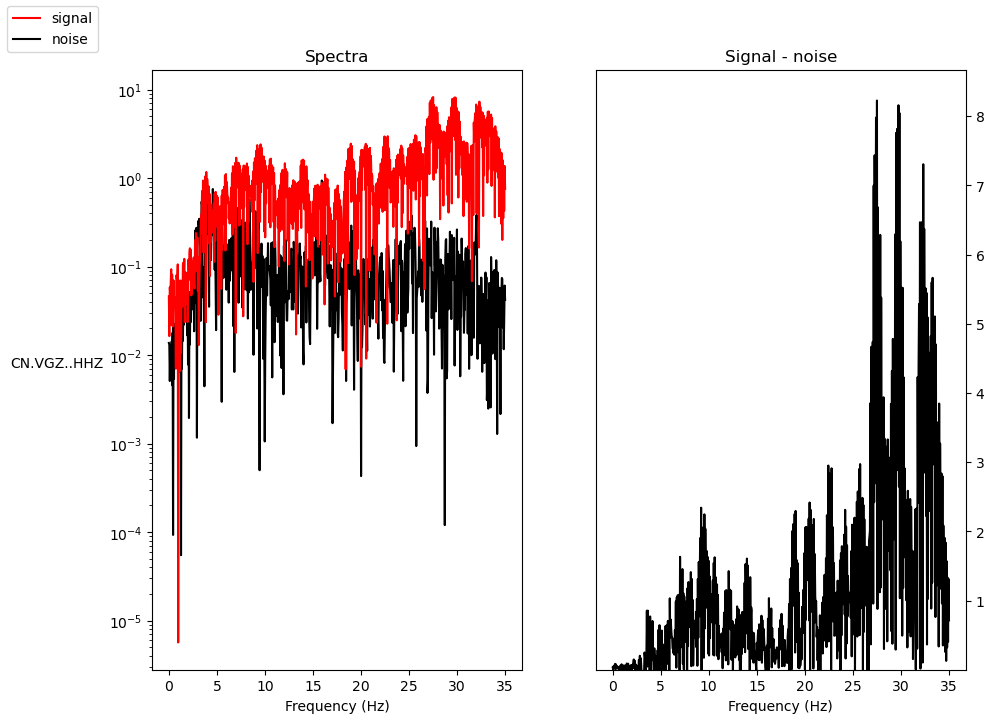 signal
noise
Spectra
Signal - noise
CN.VGZ..HHZ
10^1
10^0
10^-1
10^-2
10^-3
10^-4
10^-5
0 5 10 15 20 25 30 35
Frequency (Hz)
8
7
6
5
4
3
2
1
0 5 10 15 20 25 30 35
Frequency (Hz)